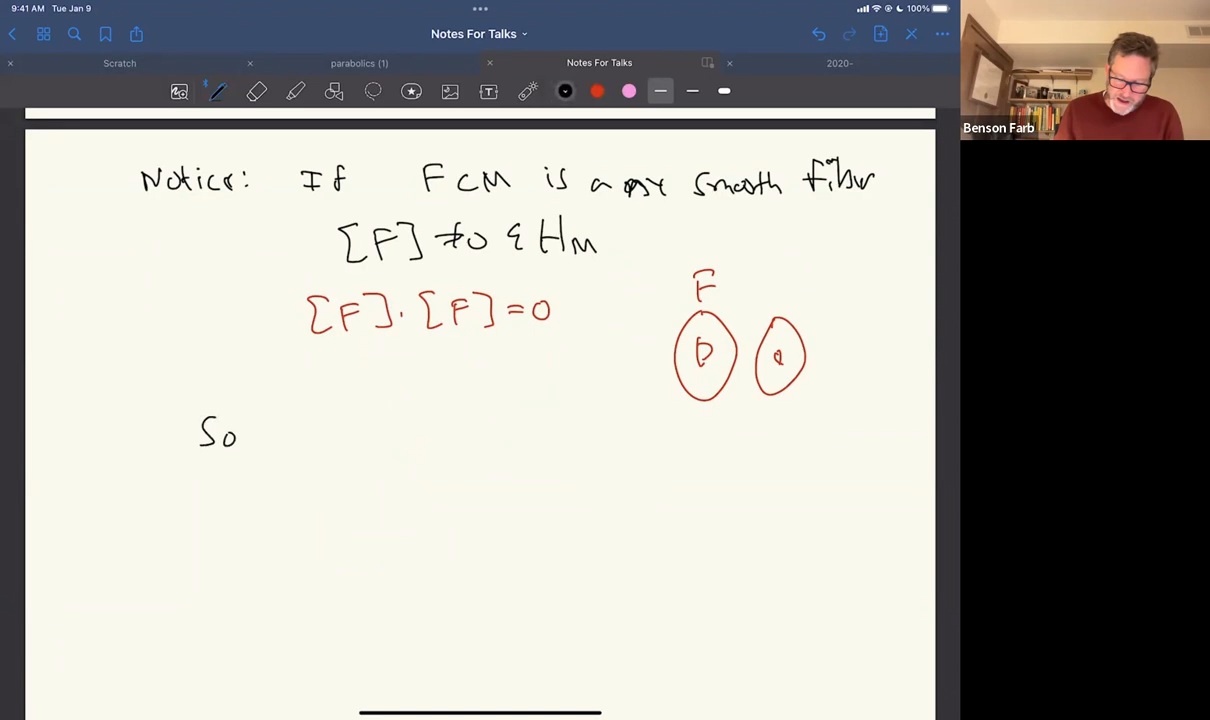 9:41 AM Tue Jan 9
100%
Notes For Talks
Scratch
parabolics (1)
Notes For Talks
2020-
Benson Farb
Notice: If F ⊂ M is any smooth fiber
[F] ≠ 0 ∈ H_M
[F] · [F] = 0
F
So